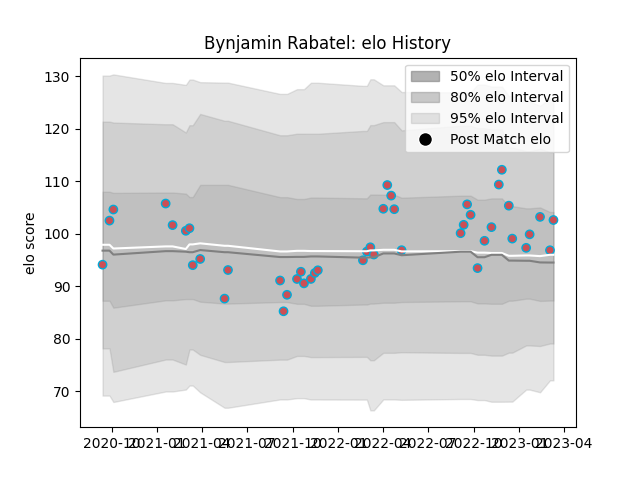 Bynjamin Rabatel: elo History
130
120
110
100
90
80
70
elo score
50% elo Interval
80% elo Interval
95% elo Interval
Post Match elo
2020-10 2021-01 2021-04 2021-07 2021-10 2022-01 2022-04 2022-07 2022-10 2023-01 2023-04